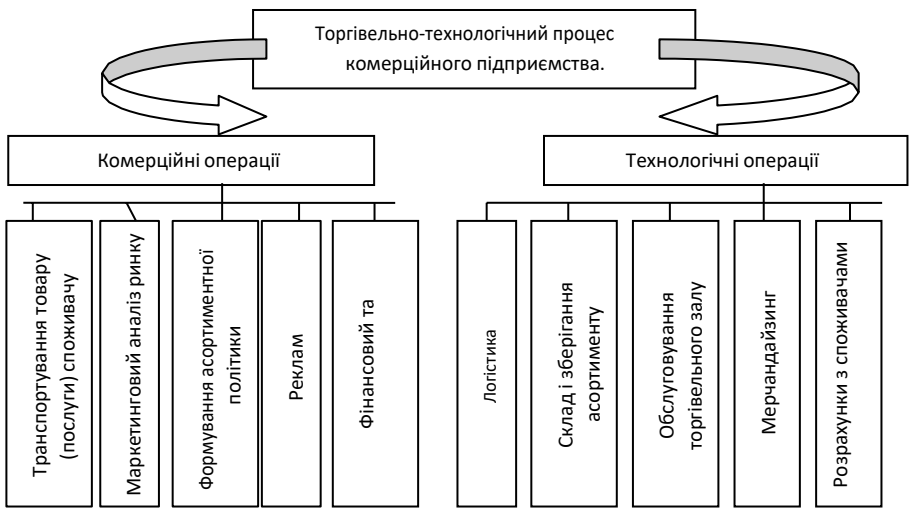 Торгівельно-технологічний процес
комерційного підприємства.
Комерційні операції
Технологічні операції
Транспортування товару
(послуги) споживачу
Маркетинговий аналіз ринку
Формування асортиментної
політики
Реклам
Фінансовий та
Логістика
Склад і зберігання
асортименту
Обслуговування
торгівельного залу
Мерчандайзинг
Розрахунки з споживачами